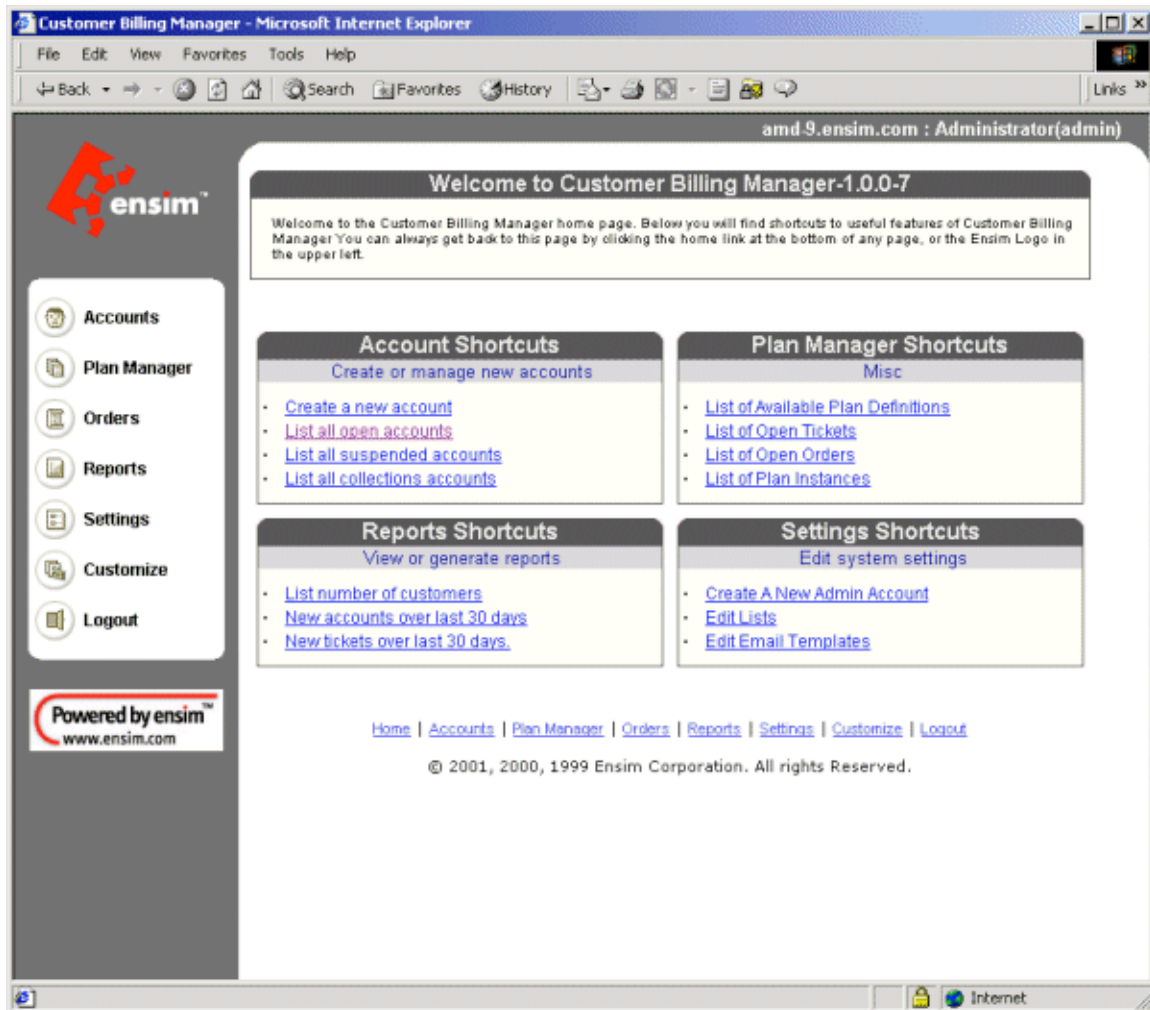 Customer Billing Manager - Microsoft Internet Explorer
File Edit View Favorites Tools Help
Back Search Favorites History Links »
amd-9.ensim.com : Administrator(admin)
ensim™
Welcome to Customer Billing Manager-1.0.0-7
Welcome to the Customer Billing Manager home page. Below you will find shortcuts to useful features of Customer Billing
Manager You can always get back to this page by clicking the home link at the bottom of any page, or the Ensim Logo in
the upper left.
Accounts
Plan Manager
Orders
Reports
Settings
Customize
Logout
Account Shortcuts
Create or manage new accounts
· Create a new account
· List all open accounts
· List all suspended accounts
· List all collections accounts
Plan Manager Shortcuts
Misc
· List of Available Plan Definitions
· List of Open Tickets
· List of Open Orders
· List of Plan Instances
Reports Shortcuts
View or generate reports
· List number of customers
· New accounts over last 30 days
· New tickets over last 30 days.
Settings Shortcuts
Edit system settings
· Create A New Admin Account
· Edit Lists
· Edit Email Templates
Powered by ensim™
www.ensim.com
Home | Accounts | Plan Manager | Orders | Reports | Settings | Customize | Logout
© 2001, 2000, 1999 Ensim Corporation. All rights Reserved.
Internet